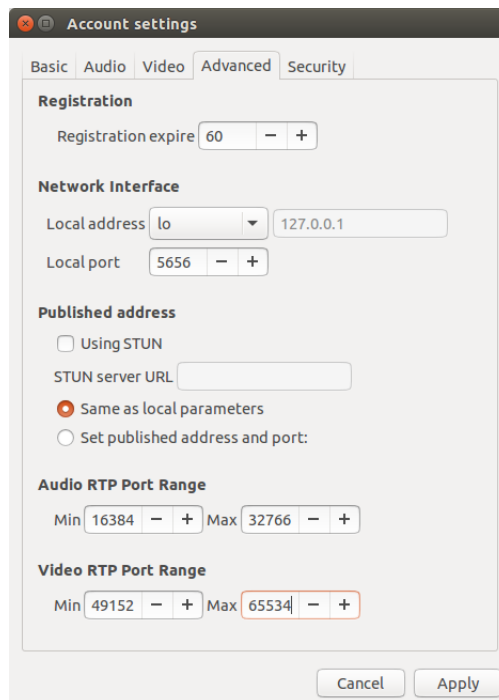 Account settings
Basic Audio Video Advanced Security
Registration
Registration expire 60 − +
Network Interface
Local address lo 127.0.0.1
Local port 5656 − +
Published address
Using STUN
STUN server URL
Same as local parameters
Set published address and port:
Audio RTP Port Range
Min 16384 − + Max 32766 − +
Video RTP Port Range
Min 49152 − + Max 65534 − +
Cancel Apply